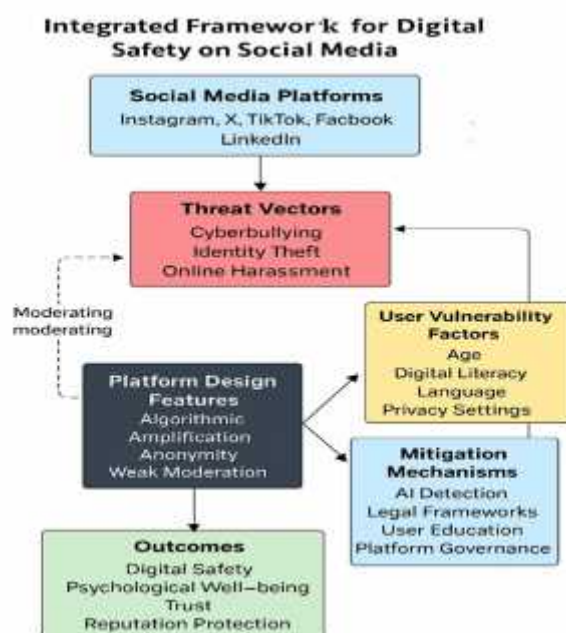 Integrated Framework for Digital
Safety on Social Media
Social Media Platforms
Instagram, X, TikTok, Facbook
LinkedIn
Threat Vectors
Cyberbullying
Identity Theft
Online Harassment
Moderating
moderating
User Vulnerability
Factors
Age
Digital Literacy
Language
Privacy Settings
Platform Design
Features
Algorithmic
Amplification
Anonymity
Weak Moderation
Mitigation
Mechanisms
AI Detection
Legal Frameworks
User Education
Platform Governance
Outcomes
Digital Safety
Psychological Well-being
Trust
Reputation Protection